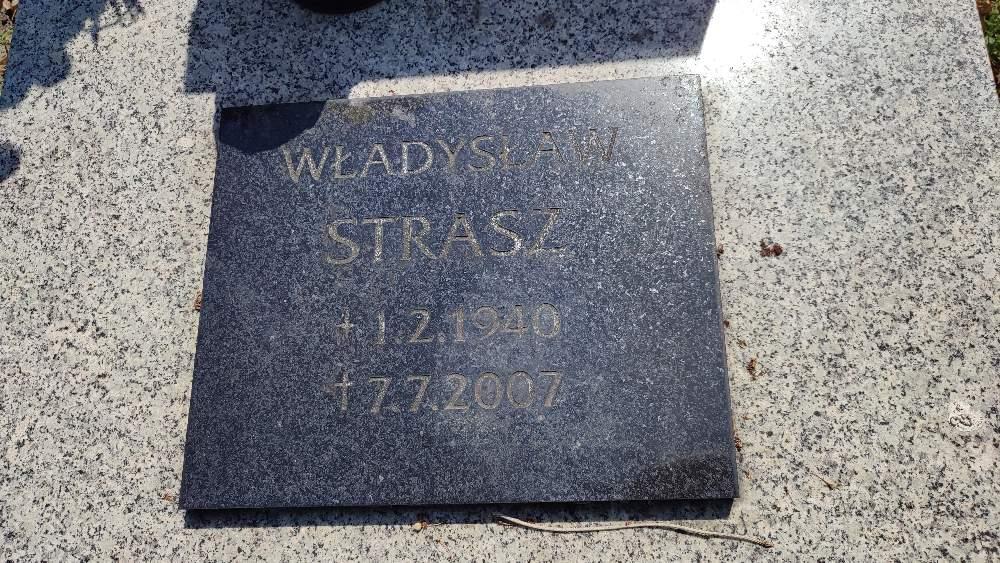 WŁADYSŁAW
STRASZ
+ 1.2.1940
† 7.7.2007